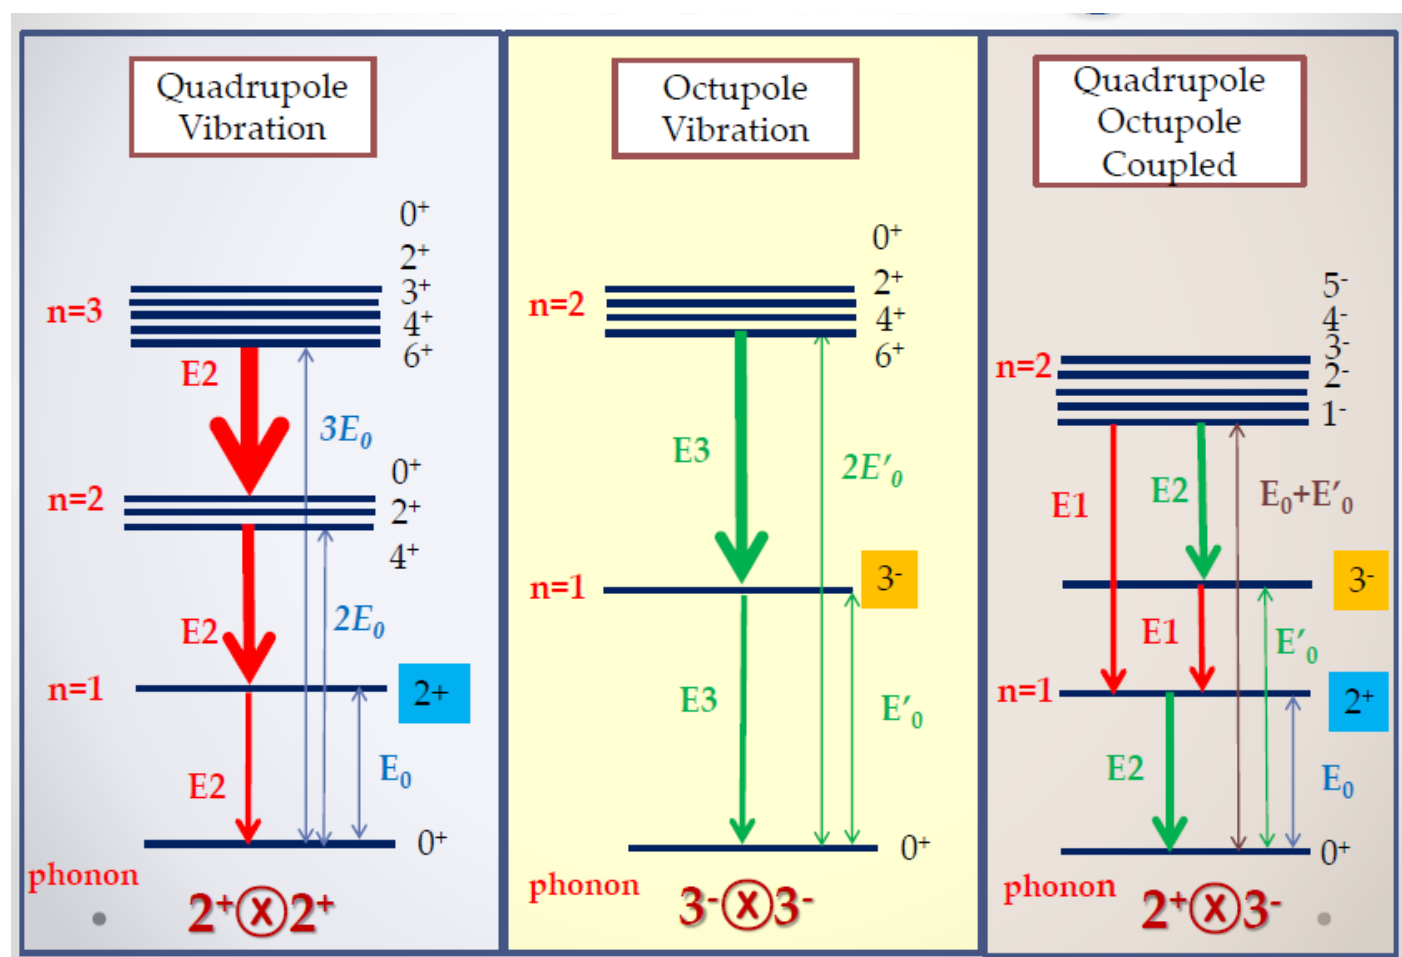 Quadrupole
Vibration
0⁺
2⁺
3⁺
4⁺
6⁺
n=3
E2
3E₀
0⁺
2⁺
4⁺
n=2
E2
2E₀
n=1
2+
E2
E₀
0⁺
phonon
2⁺ⓧ2⁺
Octupole
Vibration
0⁺
2⁺
4⁺
6⁺
n=2
E3
2E′₀
3⁻
n=1
E3
E′₀
0⁺
phonon
3⁻ⓧ3⁻
Quadrupole
Octupole
Coupled
5⁻
4⁻
3⁻
2⁻
1⁻
n=2
E1
E2
E₀+E′₀
3⁻
E1
E′₀
n=1
2⁺
E2
E₀
0⁺
phonon
2⁺ⓧ3⁻